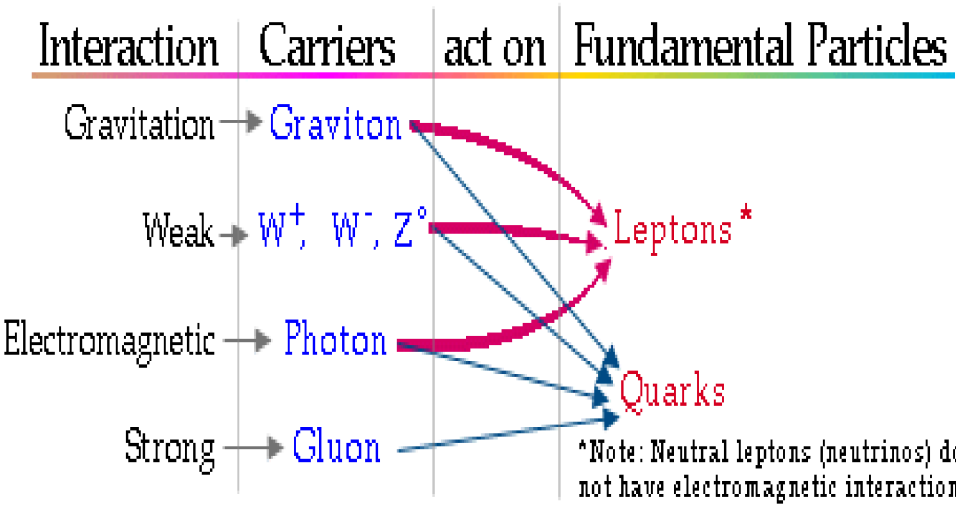 Interaction Carriers act on Fundamental Particles
Gravitation Graviton
Leptons*
Weak W⁺, W⁻, Z°
Electromagnetic Photon
Quarks
Strong Gluon
*Note: Neutral leptons (neutrinos) do
not have electromagnetic interaction